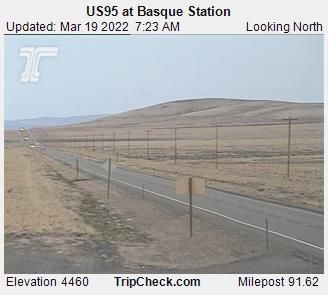 US95 at Basque Station
Updated: Mar 19 2022 7:23 AM Looking North
Elevation 4460 TripCheck.com Milepost 91.62